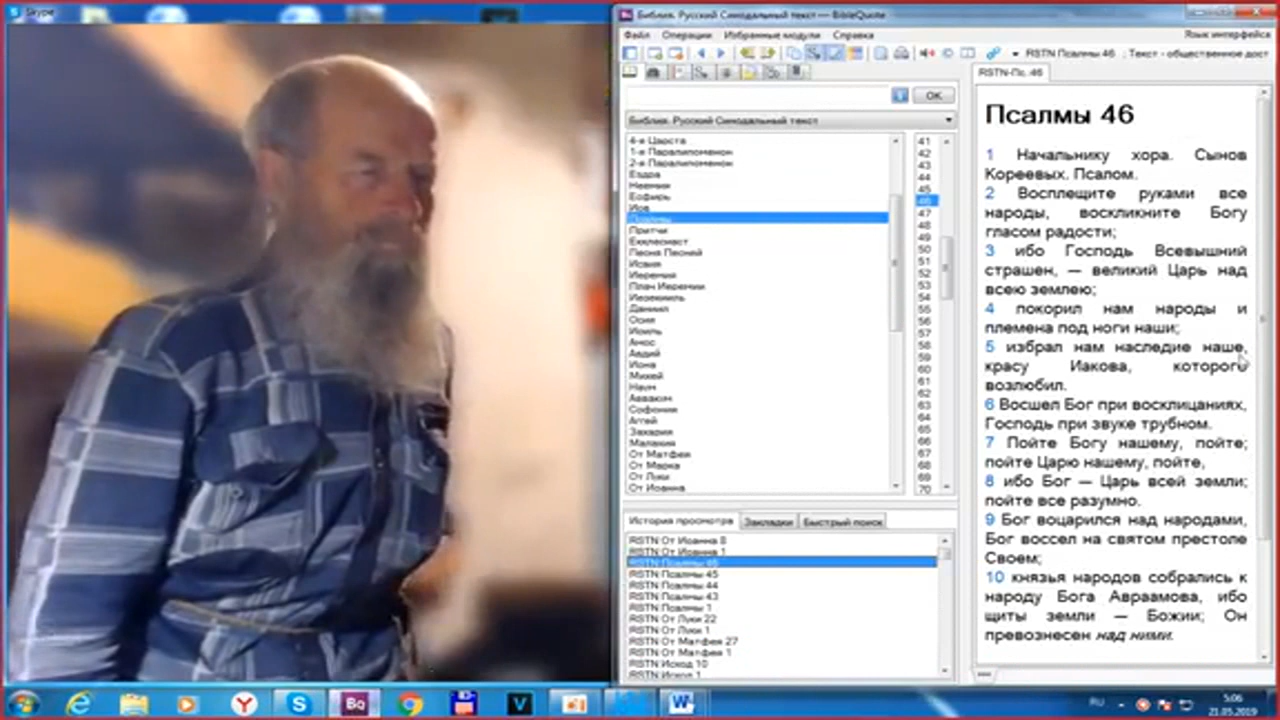 Skype
Библия. Русский Синодальный текст — BibleQuote
Файл Операции Избранные модули Справка
Язык интерфейса
RSTN Псалмы 46 : Текст - общественное дост
RSTN-Пс. 46
OK
Библия. Русский Синодальный текст
4-я Царств
1-я Паралипоменон
2-я Паралипоменон
Ездра
Неемия
Есфирь
Иов
Псалмы
Притчи
Екклесиаст
Песня Песней
Исаия
Иеремия
Плач Иеремии
Иезекииль
Даниил
Осия
Иоиль
Амос
Авдий
Иона
Михей
Наум
Аввакум
Софония
Аггей
Захария
Малахия
От Матфея
От Марка
От Луки
От Иоанна
41
42
43
44
45
46
47
48
49
50
51
52
53
54
55
56
57
58
59
60
61
62
63
64
65
66
67
68
69
70
История просмотра Закладки Быстрый поиск
RSTN От Иоанна 8
RSTN От Иоанна 1
RSTN Псалмы 46
RSTN Псалмы 45
RSTN Псалмы 44
RSTN Псалмы 43
RSTN Псалмы 1
RSTN От Луки 22
RSTN От Луки 1
RSTN От Матфея 27
RSTN От Матфея 1
RSTN Исход 10
RSTN Исход 1
Псалмы 46
1 Начальнику хора. Сынов
Кореевых. Псалом.
2 Восплещите руками все
народы, воскликните Богу
гласом радости;
3 ибо Господь Всевышний
страшен, — великий Царь над
всею землею;
4 покорил нам народы и
племена под ноги наши;
5 избрал нам наследие наше,
красу Иакова, которого
возлюбил.
6 Восшел Бог при восклицаниях,
Господь при звуке трубном.
7 Пойте Богу нашему, пойте;
пойте Царю нашему, пойте,
8 ибо Бог — Царь всей земли;
пойте все разумно.
9 Бог воцарился над народами,
Бог воссел на святом престоле
Своем;
10 князья народов собрались к
народу Бога Авраамова, ибо
щиты земли — Божии; Он
превознесен над ними.
RU
5:06
21.05.2019